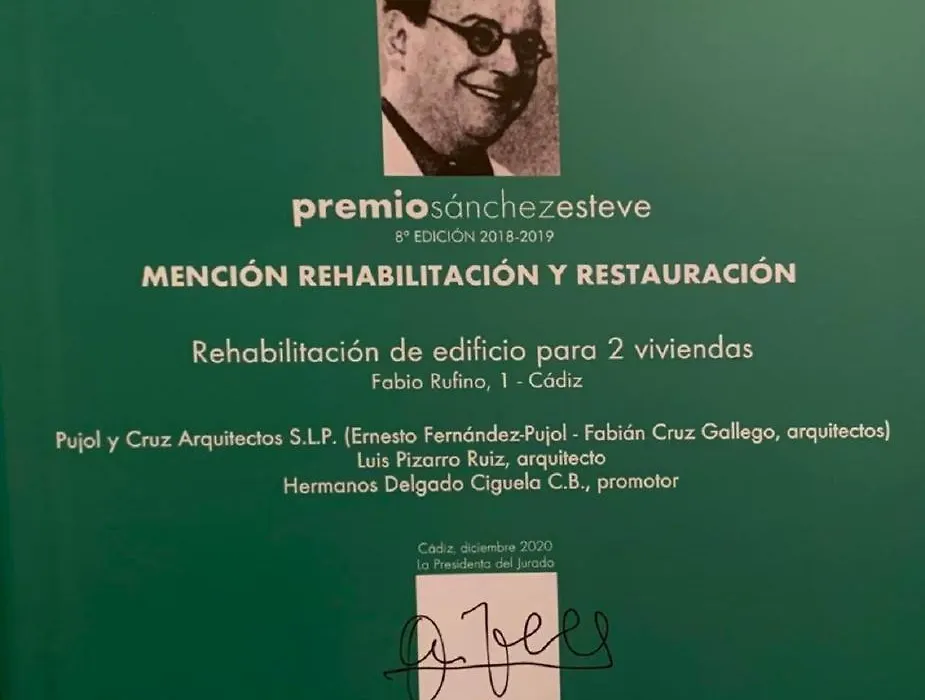 premiosánchezesteve
8º EDICIÓN 2018-2019
MENCIÓN REHABILITACIÓN Y RESTAURACIÓN
Rehabilitación de edificio para 2 viviendas
Fabio Rufino, 1 - Cádiz
Pujol y Cruz Arquitectos S.L.P. (Ernesto Fernández-Pujol - Fabián Cruz Gallego, arquitectos)
Luis Pizarro Ruiz, arquitecto
Hermanos Delgado Ciguela C.B., promotor
Cádiz, diciembre 2020
La Presidenta del Jurado